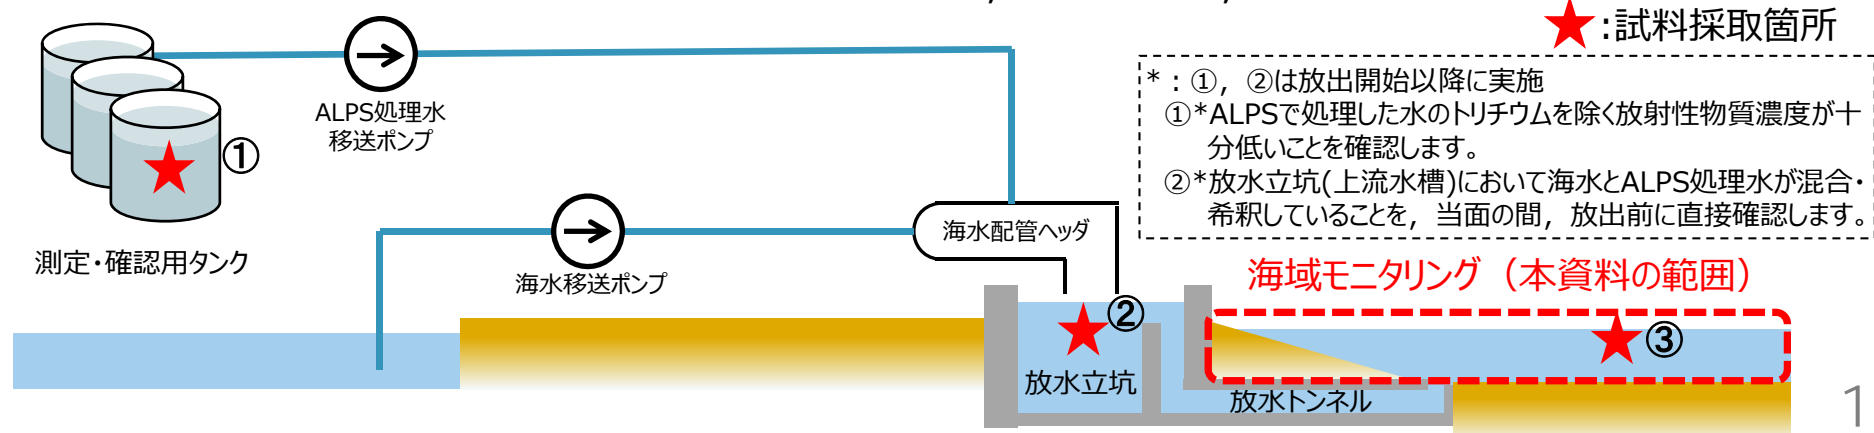 ★:試料採取箇所
*:①,②は放出開始以降に実施
①*ALPSで処理した水のトリチウムを除く放射性物質濃度が十
分低いことを確認します。
②*放水立坑(上流水槽)において海水とALPS処理水が混合・
希釈していることを,当面の間,放出前に直接確認します。
ALPS処理水
移送ポンプ
①
測定・確認用タンク
海水配管ヘッダ
海水移送ポンプ
海域モニタリング(本資料の範囲)
②
③
放水立坑
放水トンネル
1